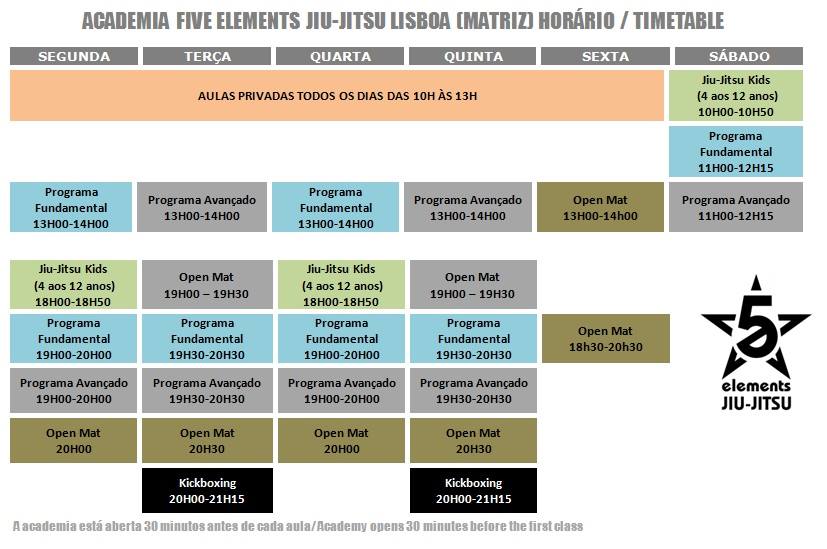 ACADEMIA FIVE ELEMENTS JIU-JITSU LISBOA (MATRIZ) HORÁRIO / TIMETABLE
SEGUNDA TERÇA QUARTA QUINTA SEXTA SÁBADO
AULAS PRIVADAS TODOS OS DIAS DAS 10H ÀS 13H
Jiu-Jitsu Kids
(4 aos 12 anos)
10H00-10H50
Programa
Fundamental
11H00-12H15
Programa
Fundamental
13H00-14H00
Programa Avançado
13H00-14H00
Programa
Fundamental
13H00-14H00
Programa Avançado
13H00-14H00
Open Mat
13H00-14h00
Programa Avançado
11H00-12H15
Jiu-Jitsu Kids
(4 aos 12 anos)
18H00-18H50
Open Mat
19H00 – 19H30
Jiu-Jitsu Kids
(4 aos 12 anos)
18H00-18H50
Open Mat
19H00 – 19H30
Programa
Fundamental
19H00-20H00
Programa
Fundamental
19H30-20H30
Programa
Fundamental
19H00-20H00
Programa
Fundamental
19H30-20H30
Open Mat
18h30-20h30
Programa Avançado
19H00-20H00
Programa Avançado
19H30-20H30
Programa Avançado
19H00-20H00
Programa Avançado
19H30-20H30
Open Mat
20H00
Open Mat
20H30
Open Mat
20H00
Open Mat
20H30
Kickboxing
20H00-21H15
Kickboxing
20H00-21H15
5
elements
JIU-JITSU
A academia está aberta 30 minutos antes de cada aula/Academy opens 30 minutes before the first class